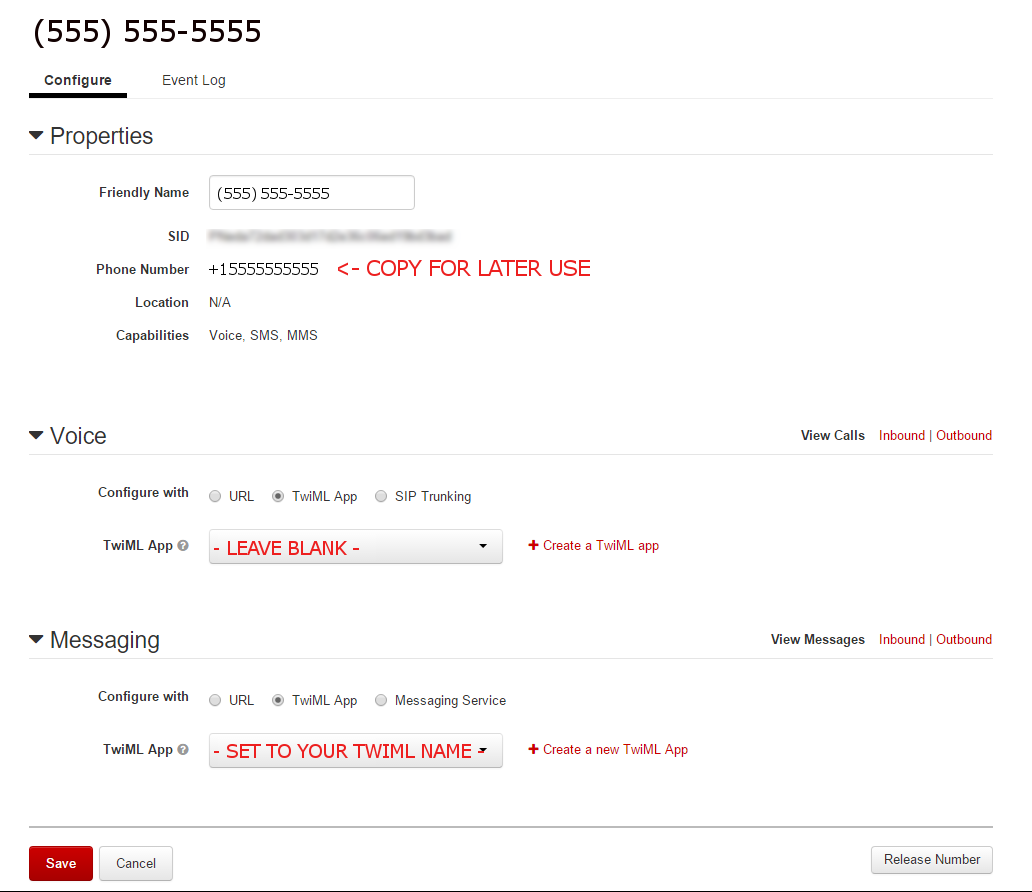 (555) 555-5555
Configure Event Log
Properties
Friendly Name (555) 555-5555
SID
Phone Number +15555555555 <- COPY FOR LATER USE
Location N/A
Capabilities Voice, SMS, MMS
Voice View Calls Inbound | Outbound
Configure with URL TwiML App SIP Trunking
TwiML App ? - LEAVE BLANK - + Create a TwiML app
Messaging View Messages Inbound | Outbound
Configure with URL TwiML App Messaging Service
TwiML App ? - SET TO YOUR TWIML NAME - + Create a new TwiML App
Save Cancel Release Number